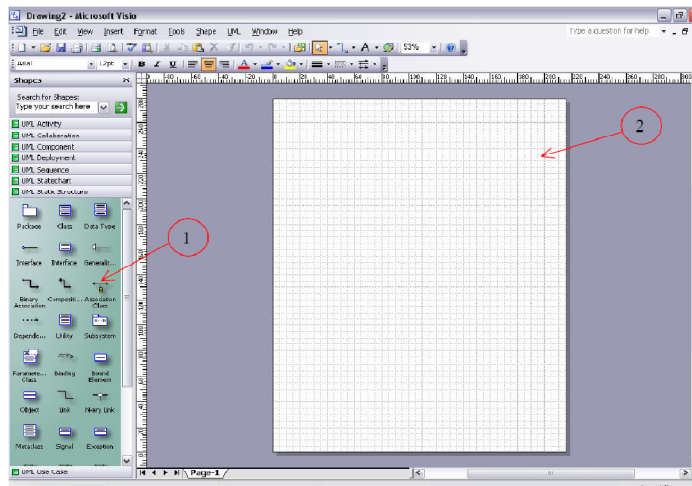 Drawing2 - Microsoft Visio
File Edit View Insert Format Tools Shape UML Window Help
Type a question for help
53%
Arial 12pt B I U
Shapes
Search for Shapes:
Type your search here
UML Activity
UML Collaboration
UML Component
UML Deployment
UML Sequence
UML Statechart
UML Static Structure
Package Class Data Type
Interface Interface Generaliz...
Binary Association Compositi... Association Class
Depende... Utility Subsystem
Paramete... Class Binding Bound Element
Object Link N-ary Link
Metaclass Signal Exception
UML Use Case
Page-1
1
2